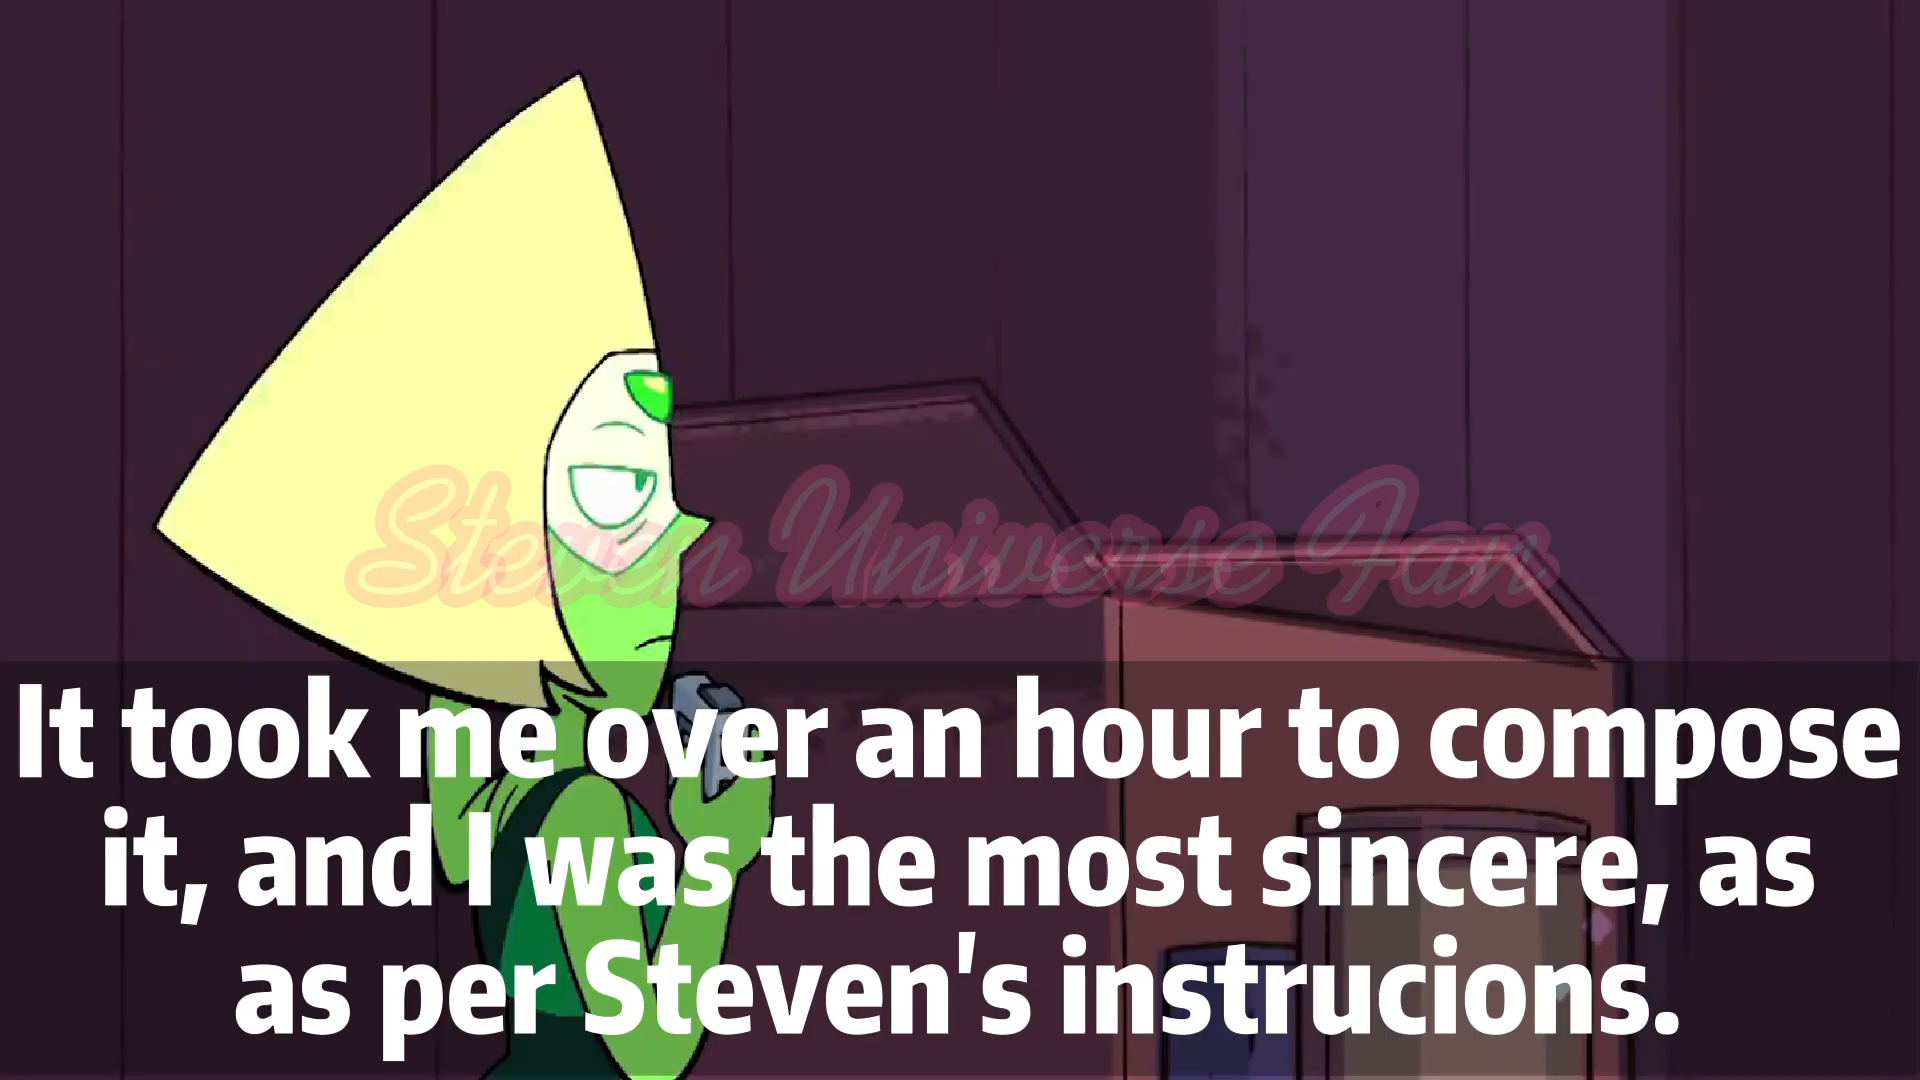 Steven Universe Fan
It took me over an hour to compose
it, and I was the most sincere, as
as per Steven's instrucions.